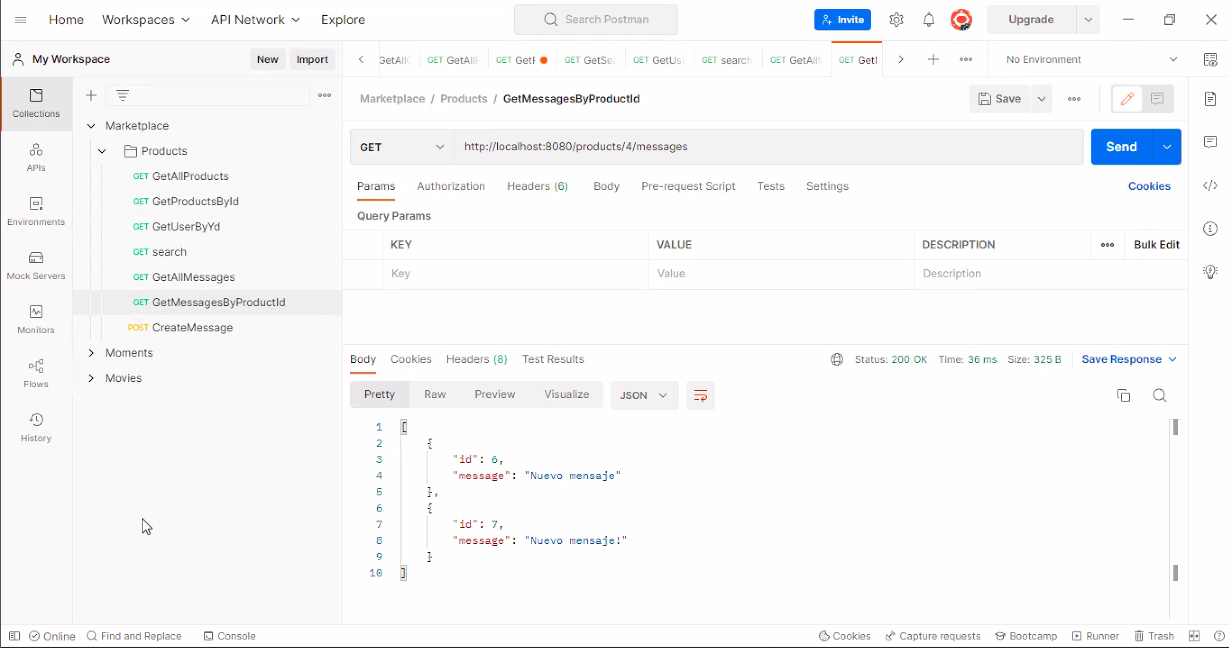 Home Workspaces API Network Explore Search Postman Invite Upgrade
My Workspace New Import GET GetAllF GET GetSe GET GetUse GET search GET GetAllM GET GetI No Environment
Collections
APIs
Environments
Mock Servers
Monitors
Flows
History
Marketplace
Products
GET GetAllProducts
GET GetProductsById
GET GetUserByYd
GET search
GET GetAllMessages
GET GetMessagesByProductId
POST CreateMessage
Moments
Movies
Marketplace / Products / GetMessagesByProductId Save
GET http://localhost:8080/products/4/messages Send
Params Authorization Headers (6) Body Pre-request Script Tests Settings Cookies
Query Params
KEY VALUE DESCRIPTION Bulk Edit
Key Value Description
Body Cookies Headers (8) Test Results Status: 200 OK Time: 36 ms Size: 325 B Save Response
Pretty Raw Preview Visualize JSON
1 [
2 {
3 "id": 6,
4 "message": "Nuevo mensaje"
5 },
6 {
7 "id": 7,
8 "message": "Nuevo mensaje!"
9 }
10 ]
Online Find and Replace Console Cookies Capture requests Bootcamp Runner Trash